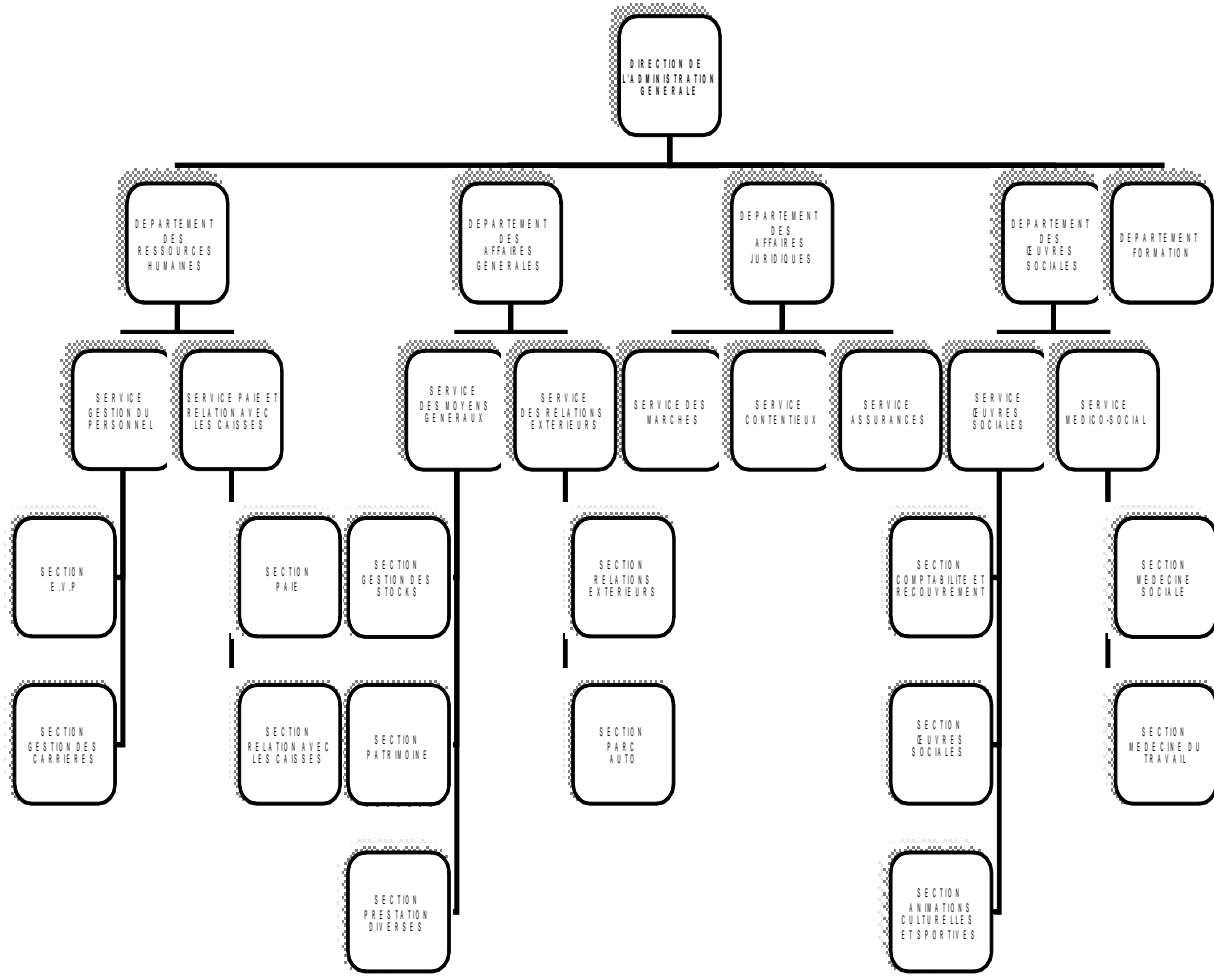 DIRECTION DE
L'ADMINISTRATION
GENERALE
DEPARTEMENT
DES
RESSOURCES
HUMAINES
DEPARTEMENT
DES
AFFAIRES
GENERALES
DEPARTEMENT
DES
AFFAIRES
JURIDIQUES
DEPARTEMENT
DES
ŒUVRES
SOCIALES
DEPARTEMENT
FORMATION
SERVICE
GESTION DU
PERSONNEL
SERVICE PAIE ET
RELATION AVEC
LES CAISSES
SERVICE
DES MOYENS
GENERAUX
SERVICE
DES RELATIONS
EXTERIEURS
SERVICE DES
MARCHES
SERVICE
CONTENTIEUX
SERVICE
ASSURANCES
SERVICE
ŒUVRES
SOCIALES
SERVICE
MEDICO-SOCIAL
SECTION
E.V.P
SECTION
PAIE
SECTION
GESTION DES
STOCKS
SECTION
RELATIONS
EXTERIEURS
SECTION
COMPTABILITE ET
RECOUVREMENT
SECTION
MEDECINE
SOCIALE
SECTION
GESTION DES
CARRIERES
SECTION
RELATION AVEC
LES CAISSES
SECTION
PATRIMOINE
SECTION
PARC
AUTO
SECTION
ŒUVRES
SOCIALES
SECTION
MEDECINE DU
TRAVAIL
SECTION
PRESTATION
DIVERSES
SECTION
ANIMATIONS
CULTURELLES
ET SPORTIVES